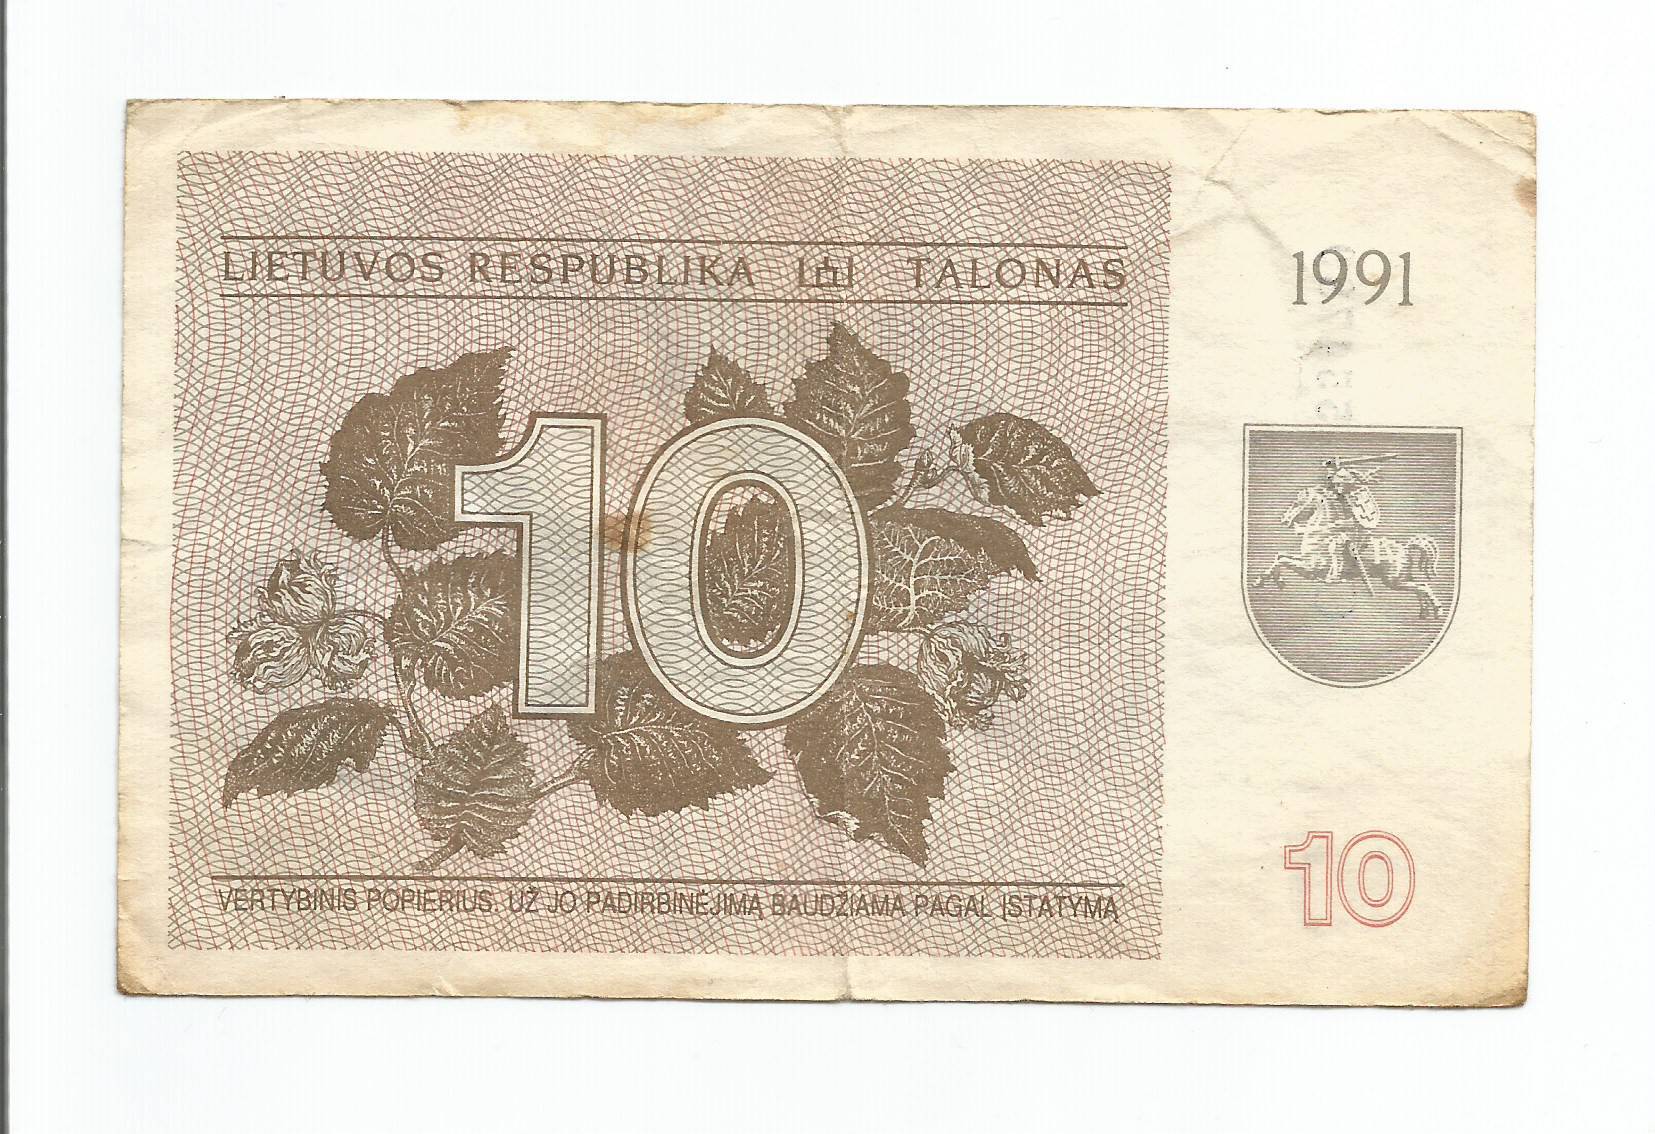 LIETUVOS RESPUBLIKA TALONAS
1991
10
VERTYBINIS POPIERIUS. UŽ JO PADIRBINĖJIMĄ BAUDŽIAMA PAGAL ĮSTATYMĄ
10